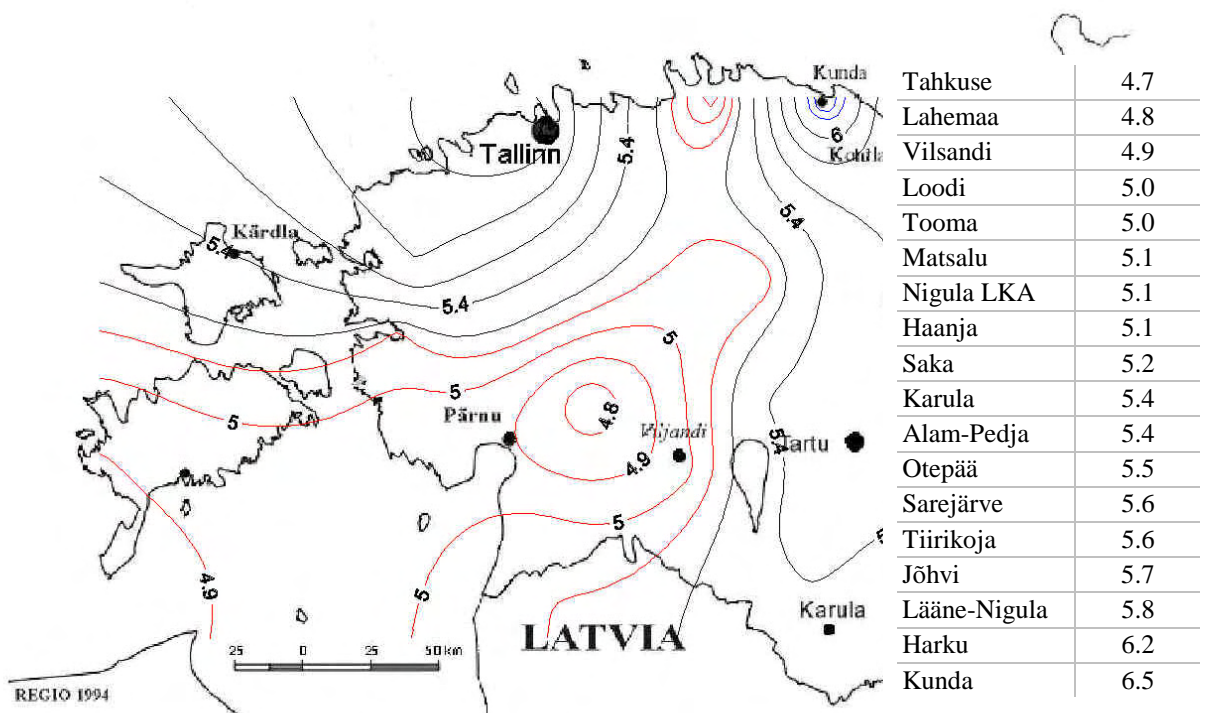 Kunda
6
Tallinn
5.4
5.4
Kärdla
5.4
5.4
5
5
4.8
Pärnu
Viljandi
4.9
5
5.4
Tartu
5
4.9
5
Karula
LATVIA
25 0 25 50 km
REGIO 1994
Tahkuse 4.7
Lahemaa 4.8
Vilsandi 4.9
Loodi 5.0
Tooma 5.0
Matsalu 5.1
Nigula LKA 5.1
Haanja 5.1
Saka 5.2
Karula 5.4
Alam-Pedja 5.4
Otepää 5.5
Sarejärve 5.6
Tiirikoja 5.6
Jõhvi 5.7
Lääne-Nigula 5.8
Harku 6.2
Kunda 6.5